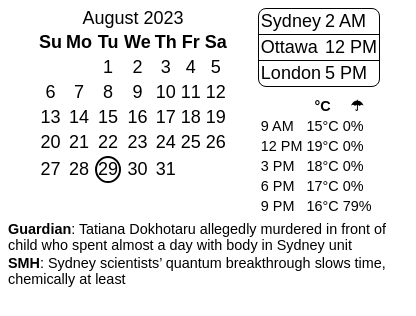 August 2023
Su Mo Tu We Th Fr Sa
1 2 3 4 5
6 7 8 9 10 11 12
13 14 15 16 17 18 19
20 21 22 23 24 25 26
27 28 29 30 31
Sydney 2 AM
Ottawa 12 PM
London 5 PM
°C ☂
9 AM 15°C 0%
12 PM 19°C 0%
3 PM 18°C 0%
6 PM 17°C 0%
9 PM 16°C 79%
Guardian: Tatiana Dokhotaru allegedly murdered in front of
child who spent almost a day with body in Sydney unit
SMH: Sydney scientists’ quantum breakthrough slows time,
chemically at least